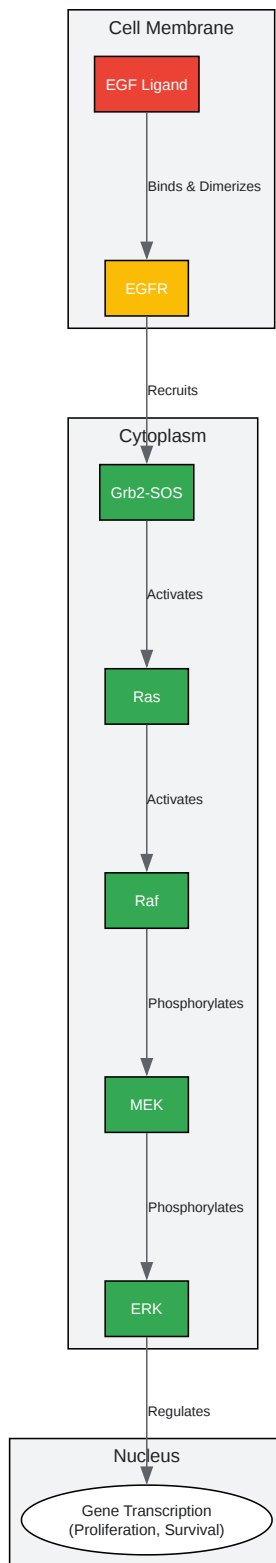 Cell Membrane
EGF Ligand
Binds & Dimerizes
EGFR
Recruits
Cytoplasm
Grb2-SOS
Activates
Ras
Activates
Raf
Phosphorylates
MEK
Phosphorylates
ERK
Regulates
Nucleus
Gene Transcription
(Proliferation, Survival)